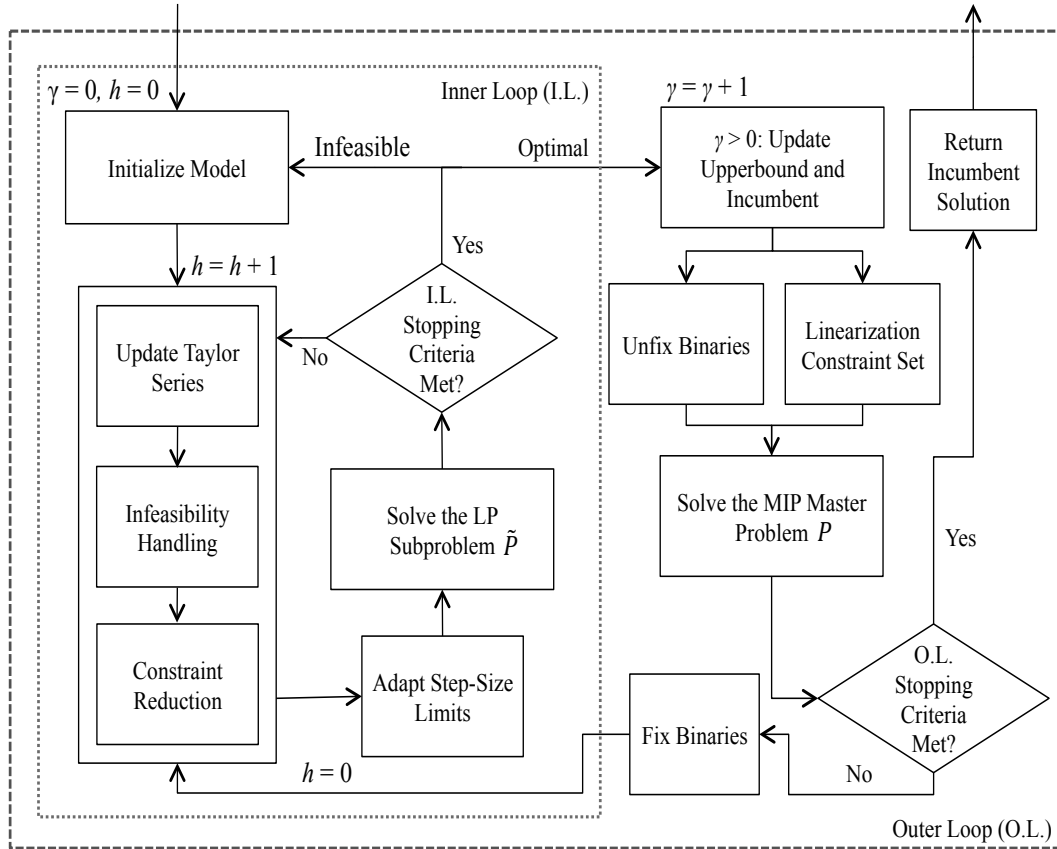 γ = 0, h = 0
Inner Loop (I.L.)
γ = γ + 1
Initialize Model
Infeasible
Optimal
γ > 0: Update
Upperbound and
Incumbent
Return
Incumbent
Solution
Yes
h = h + 1
I.L.
Stopping
Criteria
Met?
No
Update Taylor
Series
Unfix Binaries
Linearization
Constraint Set
Infeasibility
Handling
Solve the LP
Subproblem P̃
Solve the MIP Master
Problem P
Yes
Constraint
Reduction
Adapt Step-Size
Limits
O.L.
Stopping
Criteria
Met?
Fix Binaries
No
h = 0
Outer Loop (O.L.)